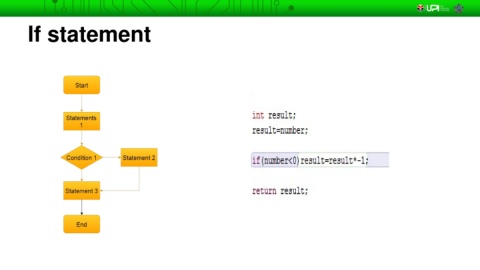 UPI
If statement
Start
Statements
1
Condition 1
Statement 2
Statement 3
End
int result;
result=number;
if(number<0)result=result*-1;
return result;